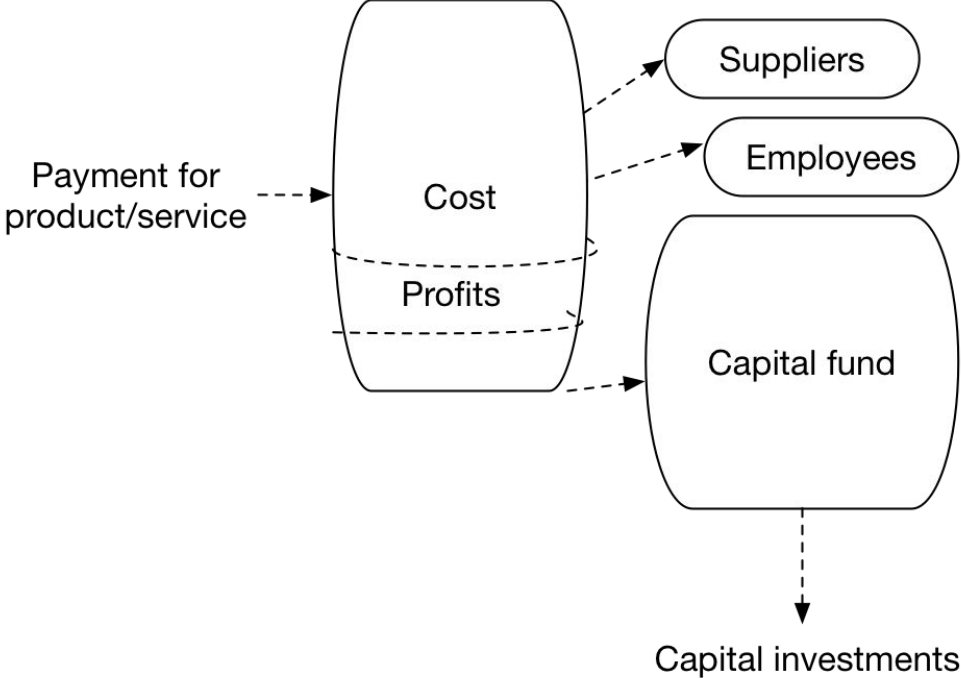 Payment for
product/service
Cost
Profits
Suppliers
Employees
Capital fund
Capital investments